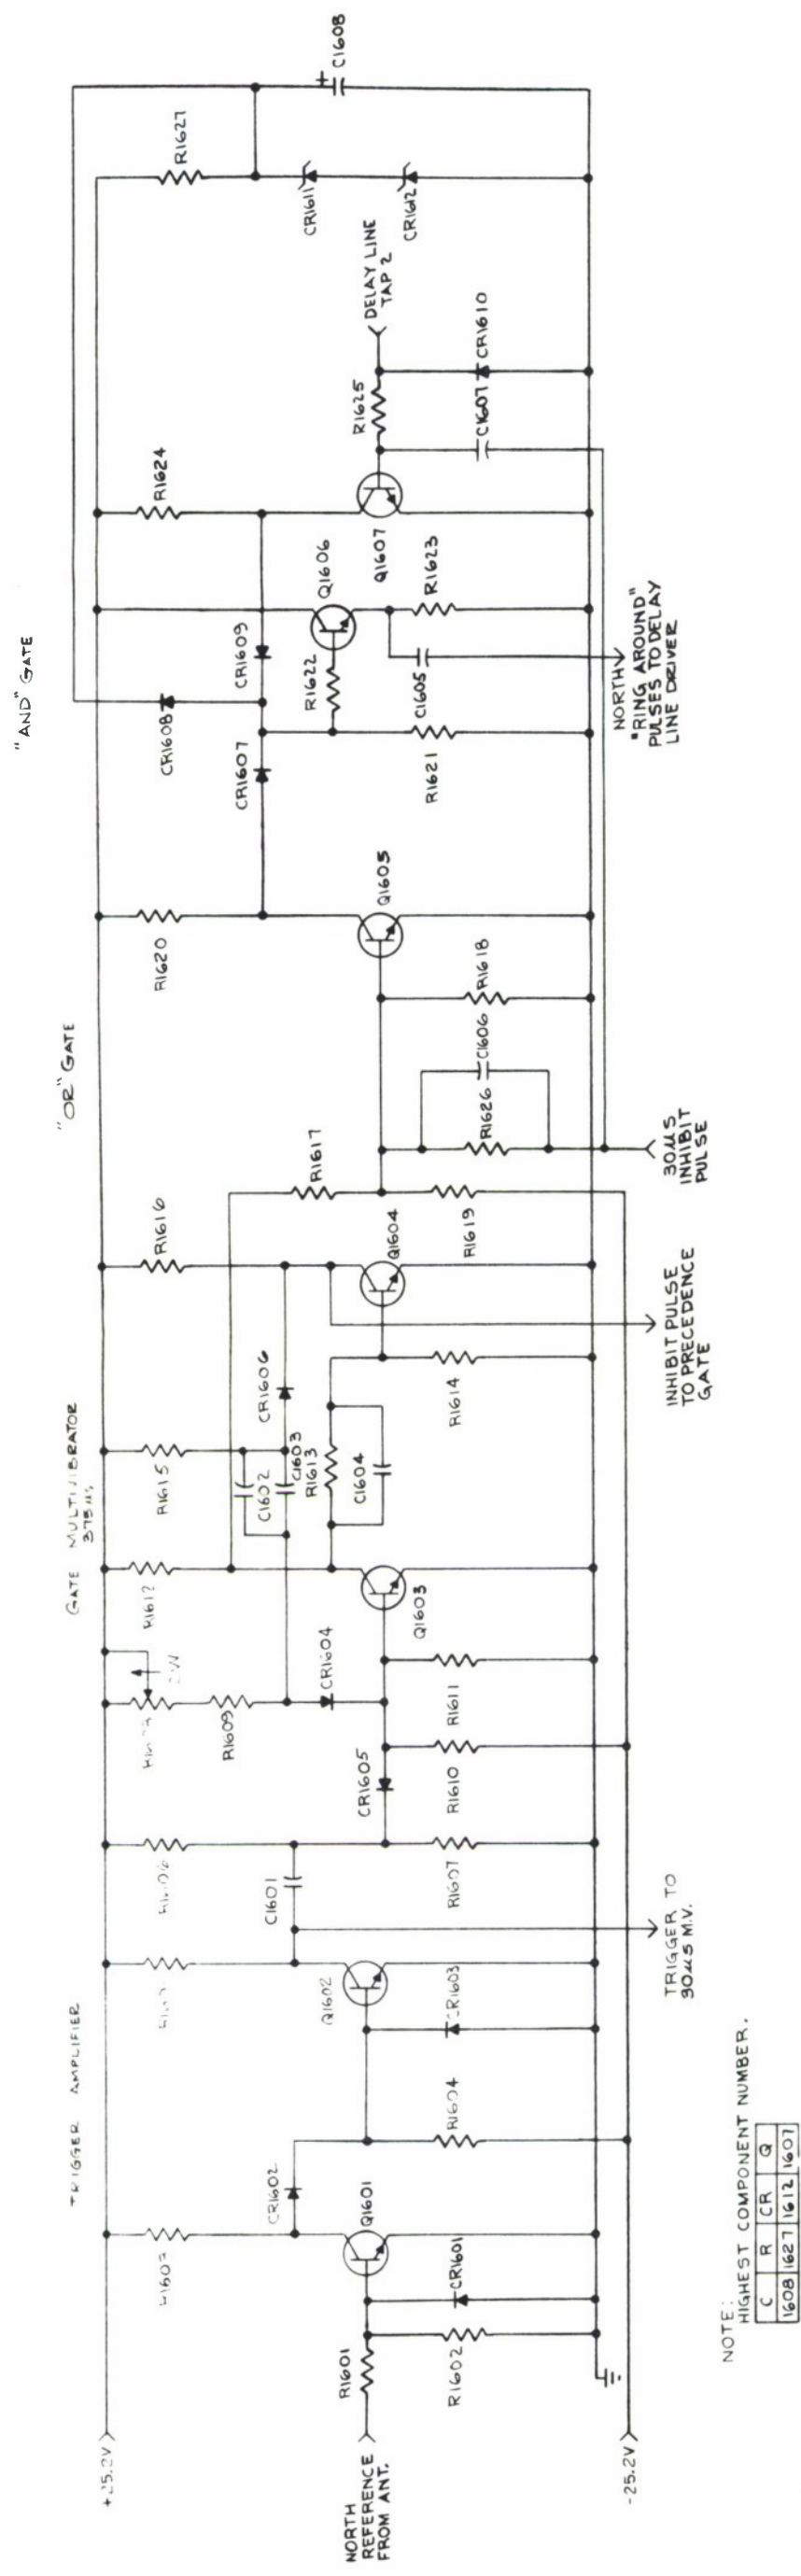 TRIGGER AMPLIFIER
GATE MULTIVIBRATOR
375μs
"OR" GATE
"AND" GATE
+25.2V
NORTH
REFERENCE
FROM ANT.
-25.2V
R1601
R1602
CR1601
Q1601
CR1602
R1604
CR1603
Q1602
C1601
TRIGGER TO
30μS M.V.
R1607
CR1605
R1610
R1609
CR1604
R1611
Q1603
R1612
R1615
C1602
C1603
R1613
C1604
CR1606
R1614
Q1604
R1616
INHIBIT PULSE
TO PRECEDENCE
GATE
R1617
R1619
R1626
C1606
R1618
30μS
INHIBIT
PULSE
Q1605
R1620
CR1607
CR1608
CR1609
R1621
R1622
C1605
Q1606
R1623
NORTH
"RING AROUND"
PULSES TO DELAY
LINE DRIVER
Q1607
R1624
R1625
C1607
CR1610
DELAY LINE
TAP 2
R1627
CR1611
CR1612
+
C1608
NOTE:
HIGHEST COMPONENT NUMBER.
C R CR Q
1608 1627 1612 1607